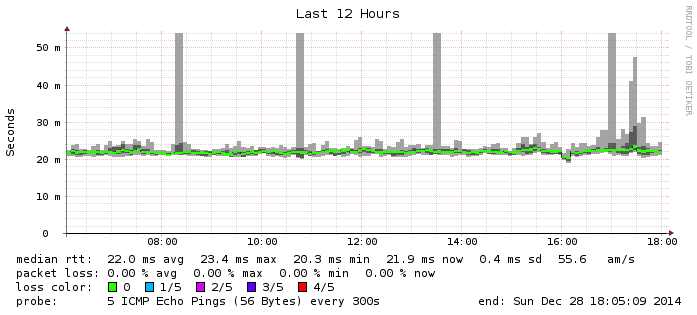 Last 12 Hours
RRDTOOL / TOBI OETIKER
Seconds
50 m
40 m
30 m
20 m
10 m
0
08:00 10:00 12:00 14:00 16:00 18:00
median rtt: 22.0 ms avg 23.4 ms max 20.3 ms min 21.9 ms now 0.4 ms sd 55.6 am/s
packet loss: 0.00 % avg 0.00 % max 0.00 % min 0.00 % now
loss color: 0 1/5 2/5 3/5 4/5
probe: 5 ICMP Echo Pings (56 Bytes) every 300s end: Sun Dec 28 18:05:09 2014